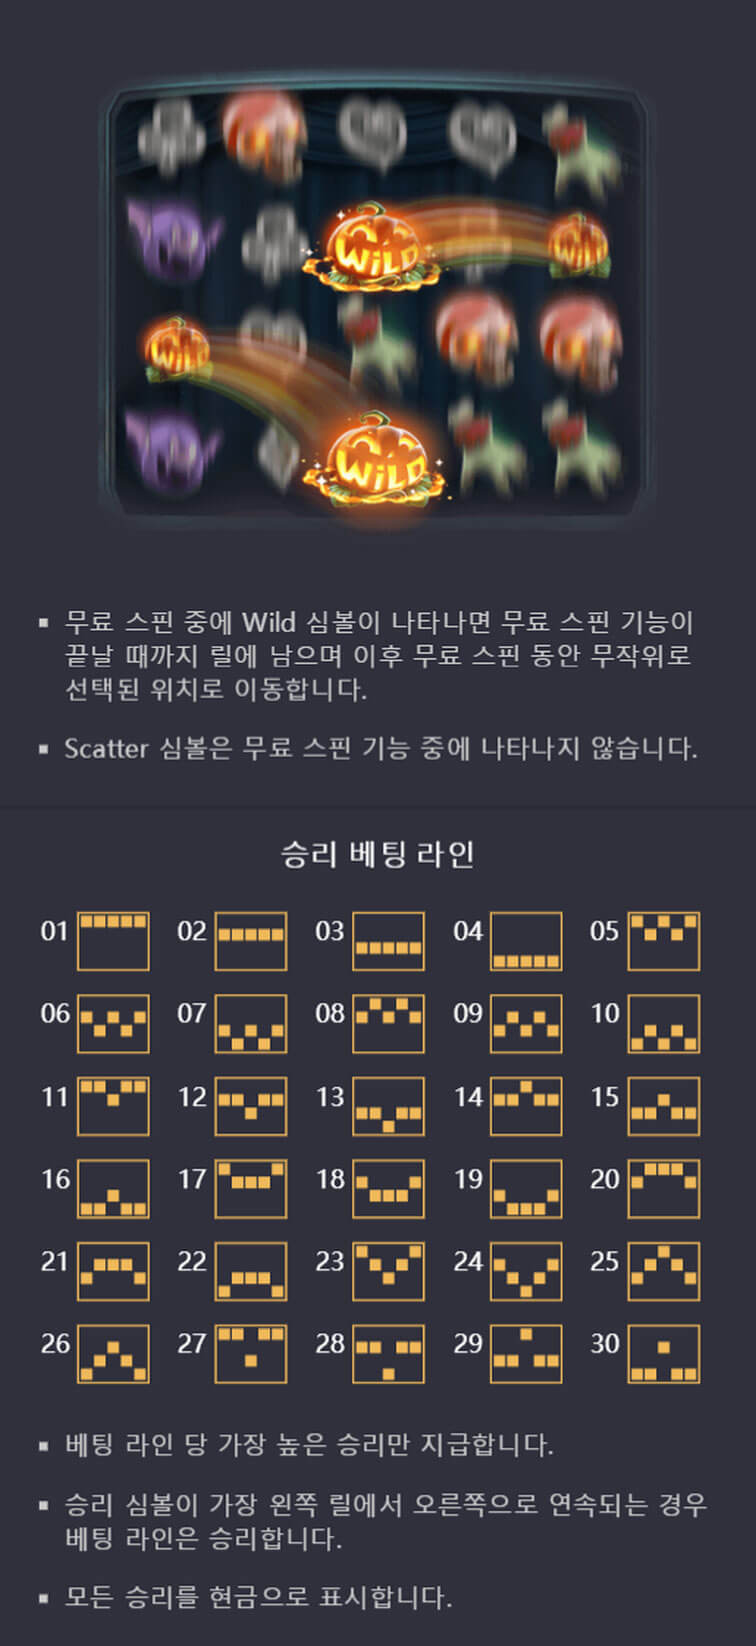 WILD
WILD
WILD
WILD
▪ 무료 스핀 중에 Wild 심볼이 나타나면 무료 스핀 기능이
끝날 때까지 릴에 남으며 이후 무료 스핀 동안 무작위로
선택된 위치로 이동합니다.
▪ Scatter 심볼은 무료 스핀 기능 중에 나타나지 않습니다.
승리 베팅 라인
01 02 03 04 05
06 07 08 09 10
11 12 13 14 15
16 17 18 19 20
21 22 23 24 25
26 27 28 29 30
▪ 베팅 라인 당 가장 높은 승리만 지급합니다.
▪ 승리 심볼이 가장 왼쪽 릴에서 오른쪽으로 연속되는 경우
베팅 라인은 승리합니다.
▪ 모든 승리를 현금으로 표시합니다.